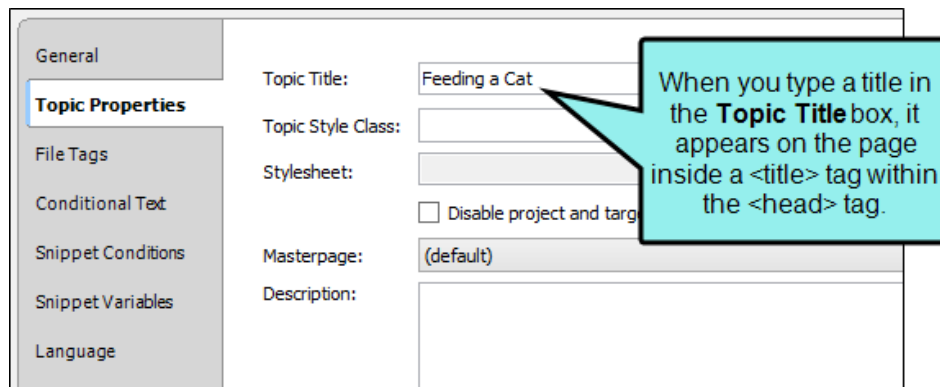 General
Topic Properties
File Tags
Conditional Text
Snippet Conditions
Snippet Variables
Language
Topic Title: Feeding a Cat
Topic Style Class:
Stylesheet:
Disable project and targ
Masterpage: (default)
Description:
When you type a title in
the Topic Title box, it
appears on the page
inside a <title> tag within
the <head> tag.